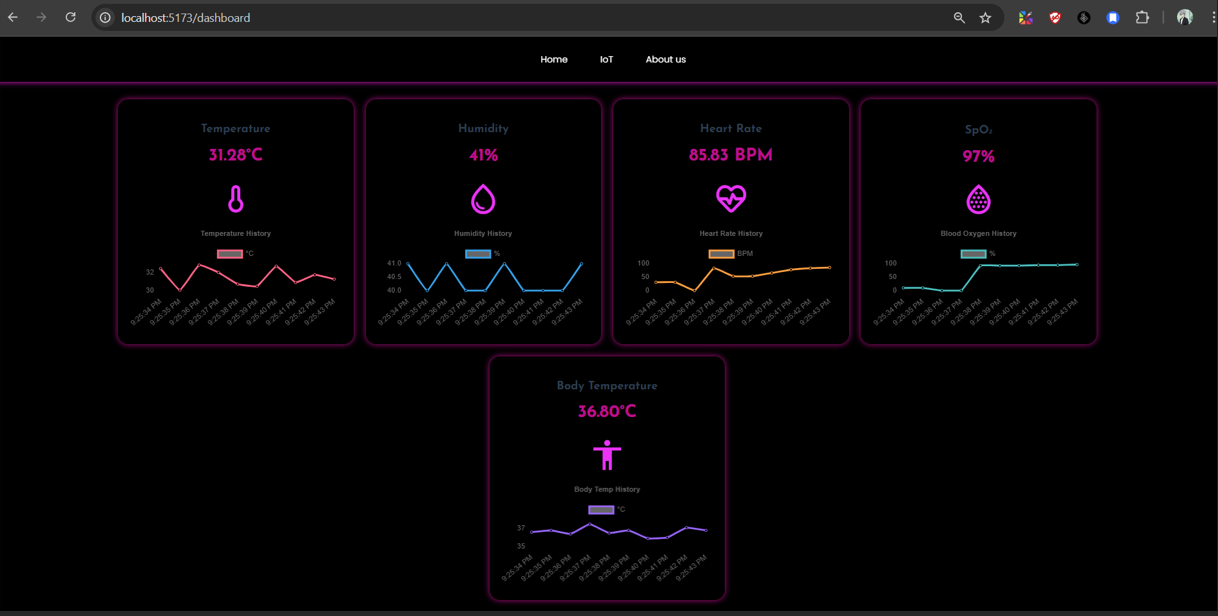 localhost:5173/dashboard
Home IoT About us
Temperature
31.28°C
Temperature History
°C
32
30
9:25:34 PM 9:25:35 PM 9:25:36 PM 9:25:37 PM 9:25:38 PM 9:25:39 PM 9:25:40 PM 9:25:41 PM 9:25:42 PM 9:25:43 PM
Humidity
41%
Humidity History
%
41.0
40.5
40.0
9:25:34 PM 9:25:35 PM 9:25:36 PM 9:25:37 PM 9:25:38 PM 9:25:39 PM 9:25:40 PM 9:25:41 PM 9:25:42 PM 9:25:43 PM
Heart Rate
85.83 BPM
Heart Rate History
BPM
100
50
0
9:25:34 PM 9:25:35 PM 9:25:36 PM 9:25:37 PM 9:25:38 PM 9:25:39 PM 9:25:40 PM 9:25:41 PM 9:25:42 PM 9:25:43 PM
SpO₂
97%
Blood Oxygen History
%
100
50
0
9:25:34 PM 9:25:35 PM 9:25:36 PM 9:25:37 PM 9:25:38 PM 9:25:39 PM 9:25:40 PM 9:25:41 PM 9:25:42 PM 9:25:43 PM
Body Temperature
36.80°C
Body Temp History
°C
37
35
9:25:34 PM 9:25:35 PM 9:25:36 PM 9:25:37 PM 9:25:38 PM 9:25:39 PM 9:25:40 PM 9:25:41 PM 9:25:42 PM 9:25:43 PM